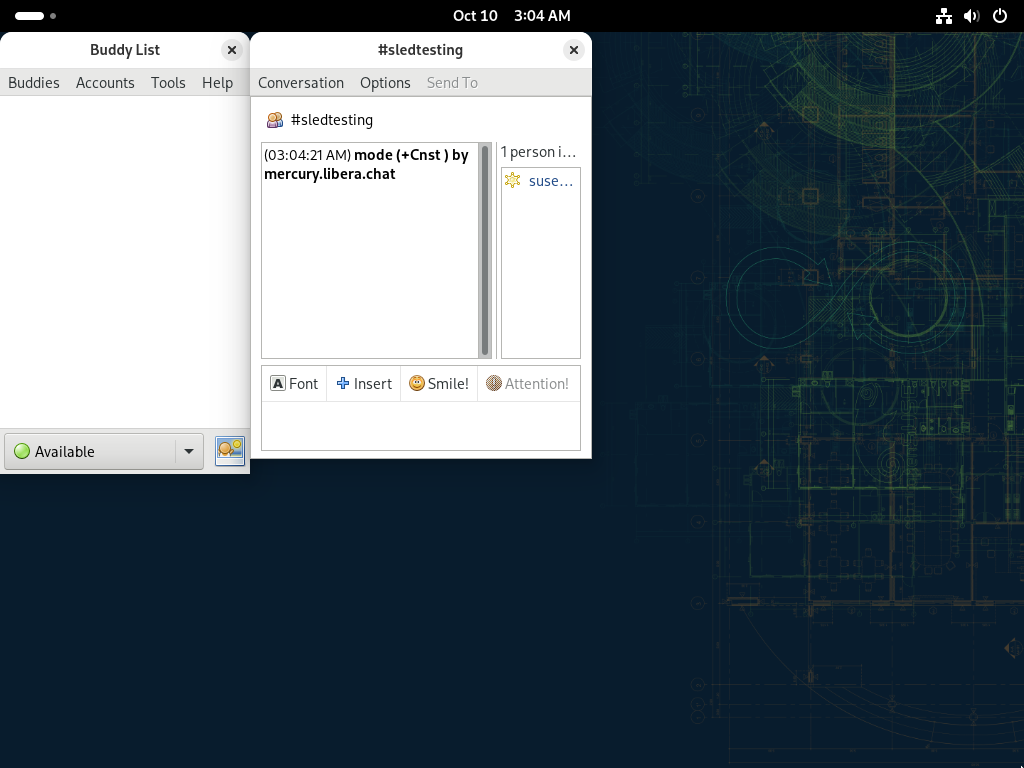 Oct 10 3:04 AM
Buddy List
#sledtesting
Buddies Accounts Tools Help
Conversation Options Send To
#sledtesting
(03:04:21 AM) mode (+Cnst ) by
mercury.libera.chat
1 person i…
suse…
Font Insert Smile! Attention!
Available